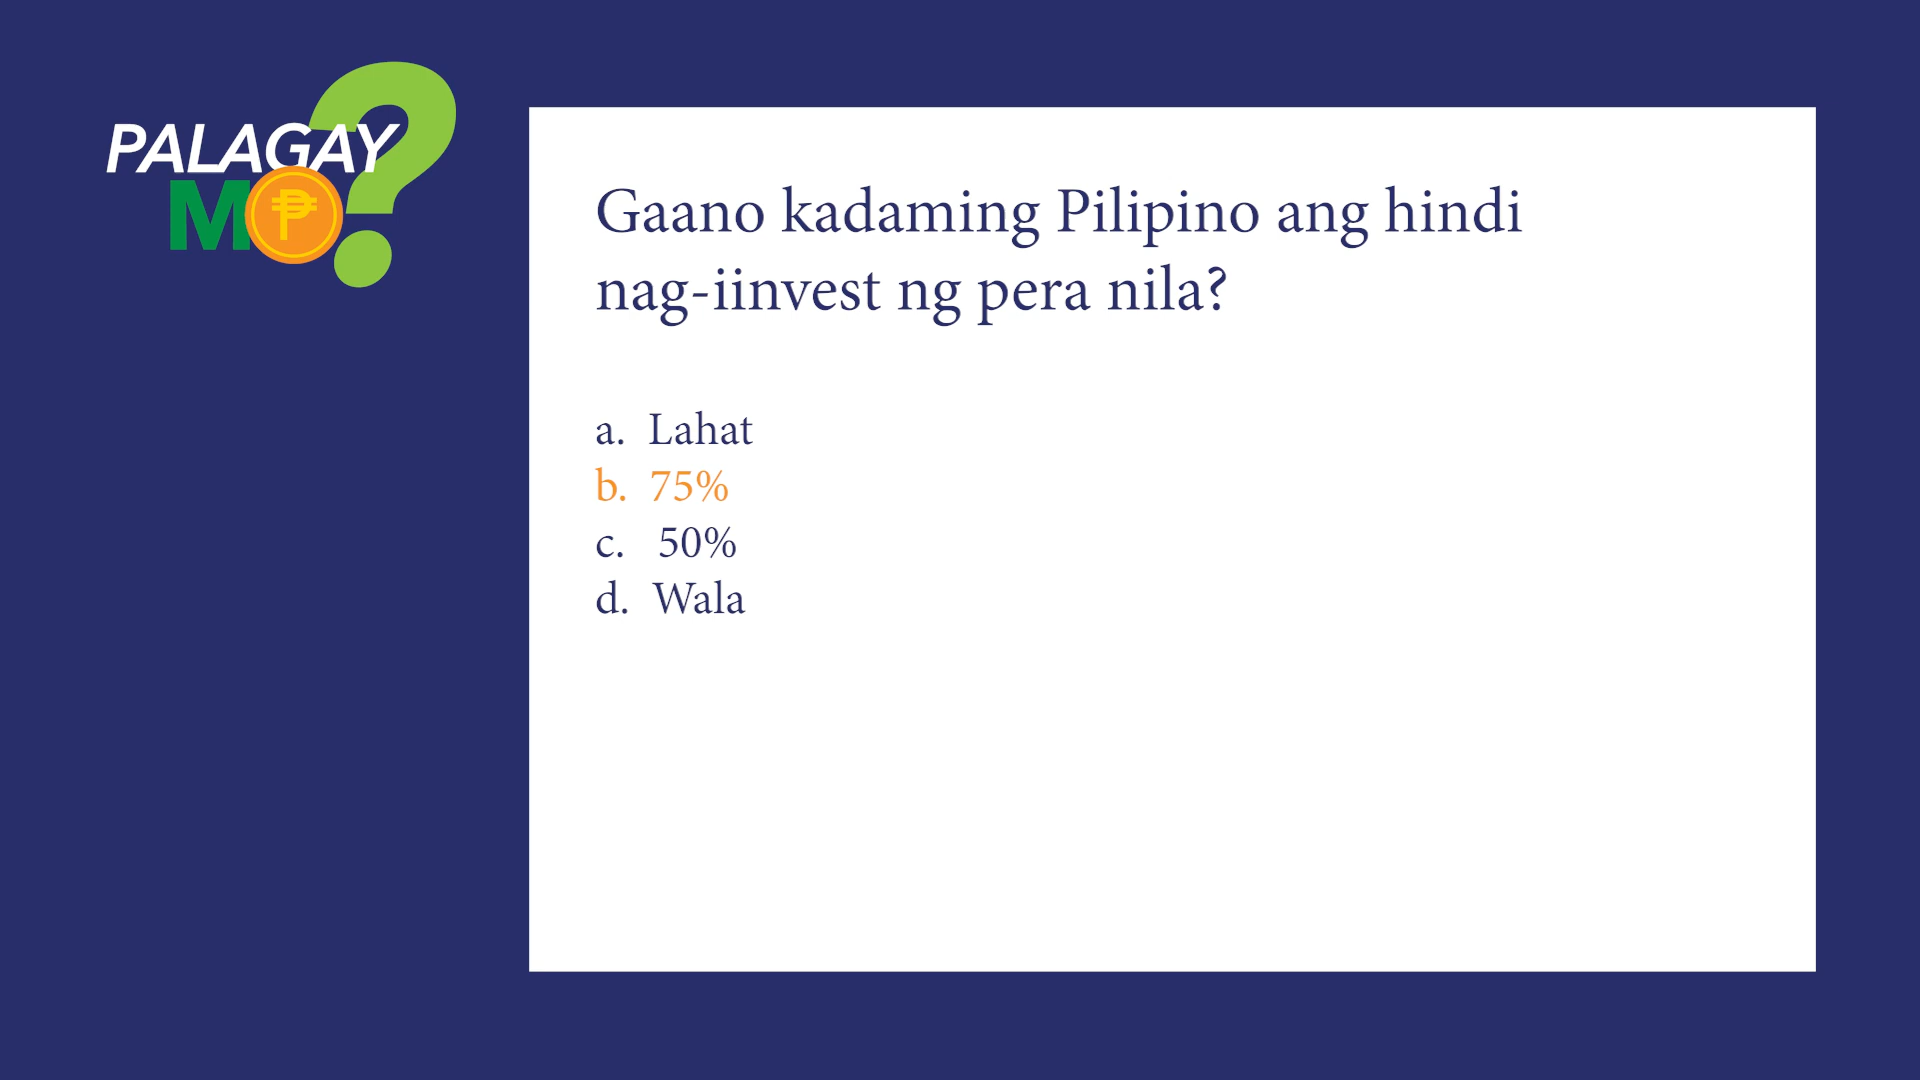 PALAGAY
MO?
Gaano kadaming Pilipino ang hindi
nag-iinvest ng pera nila?
a. Lahat
b. 75%
c. 50%
d. Wala